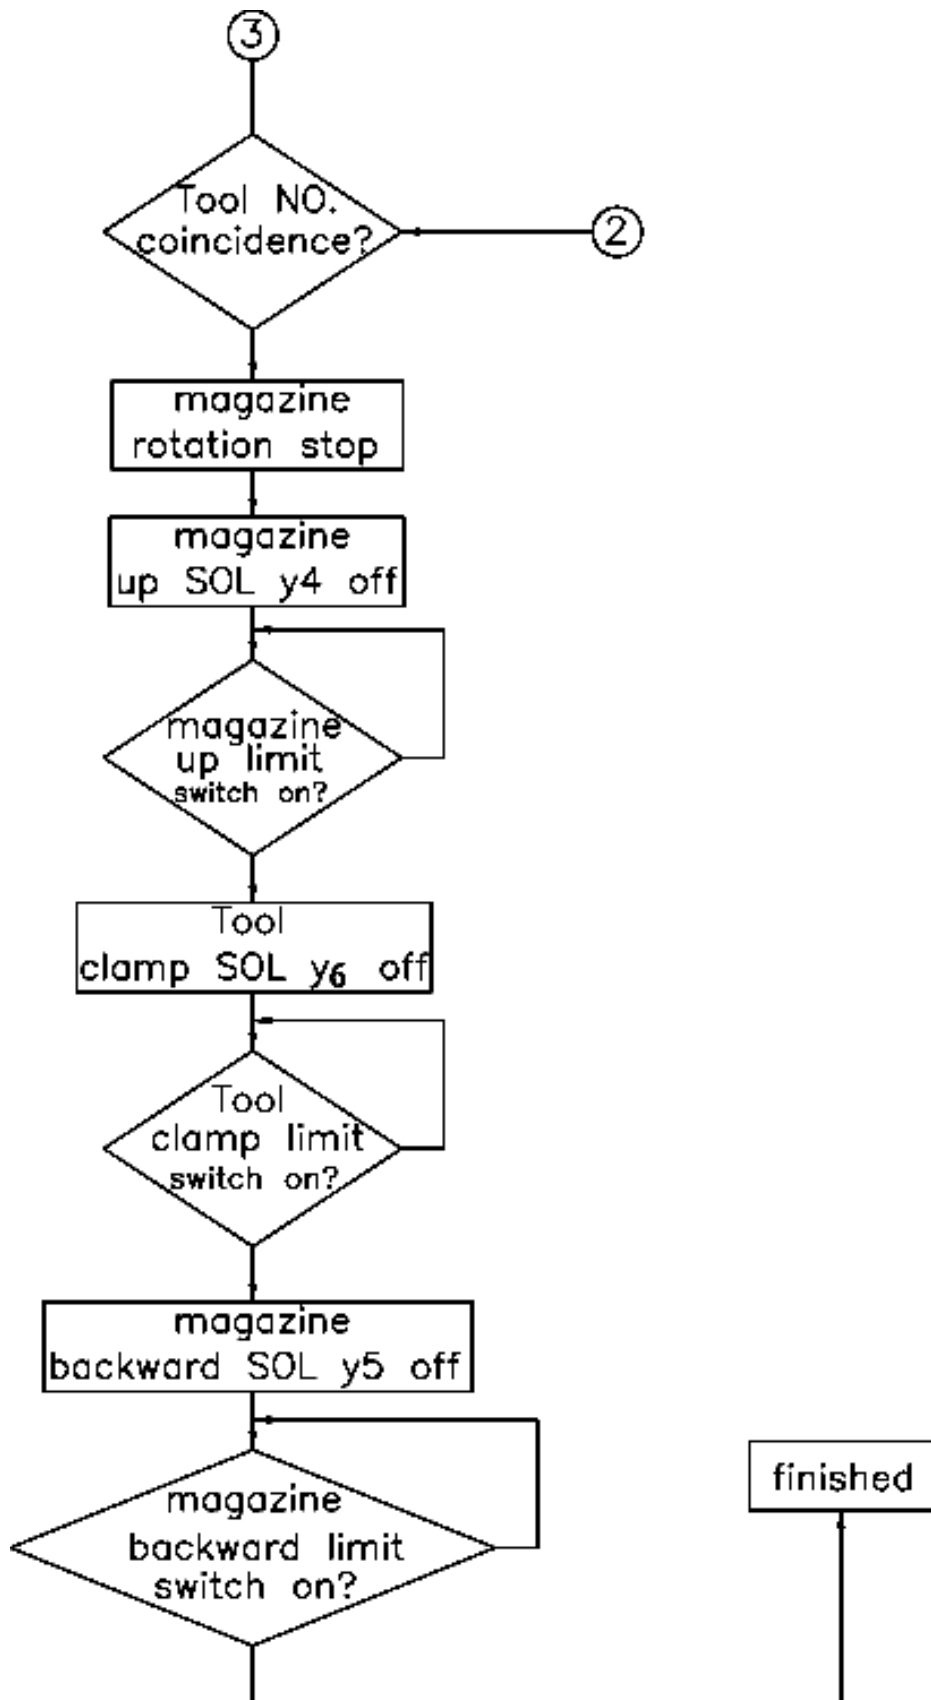 3
Tool NO.
coincidence?
2
magazine
rotation stop
magazine
up SOL y4 off
magazine
up limit
switch on?
Tool
clamp SOL y6 off
Tool
clamp limit
switch on?
magazine
backward SOL y5 off
magazine
backward limit
switch on?
finished